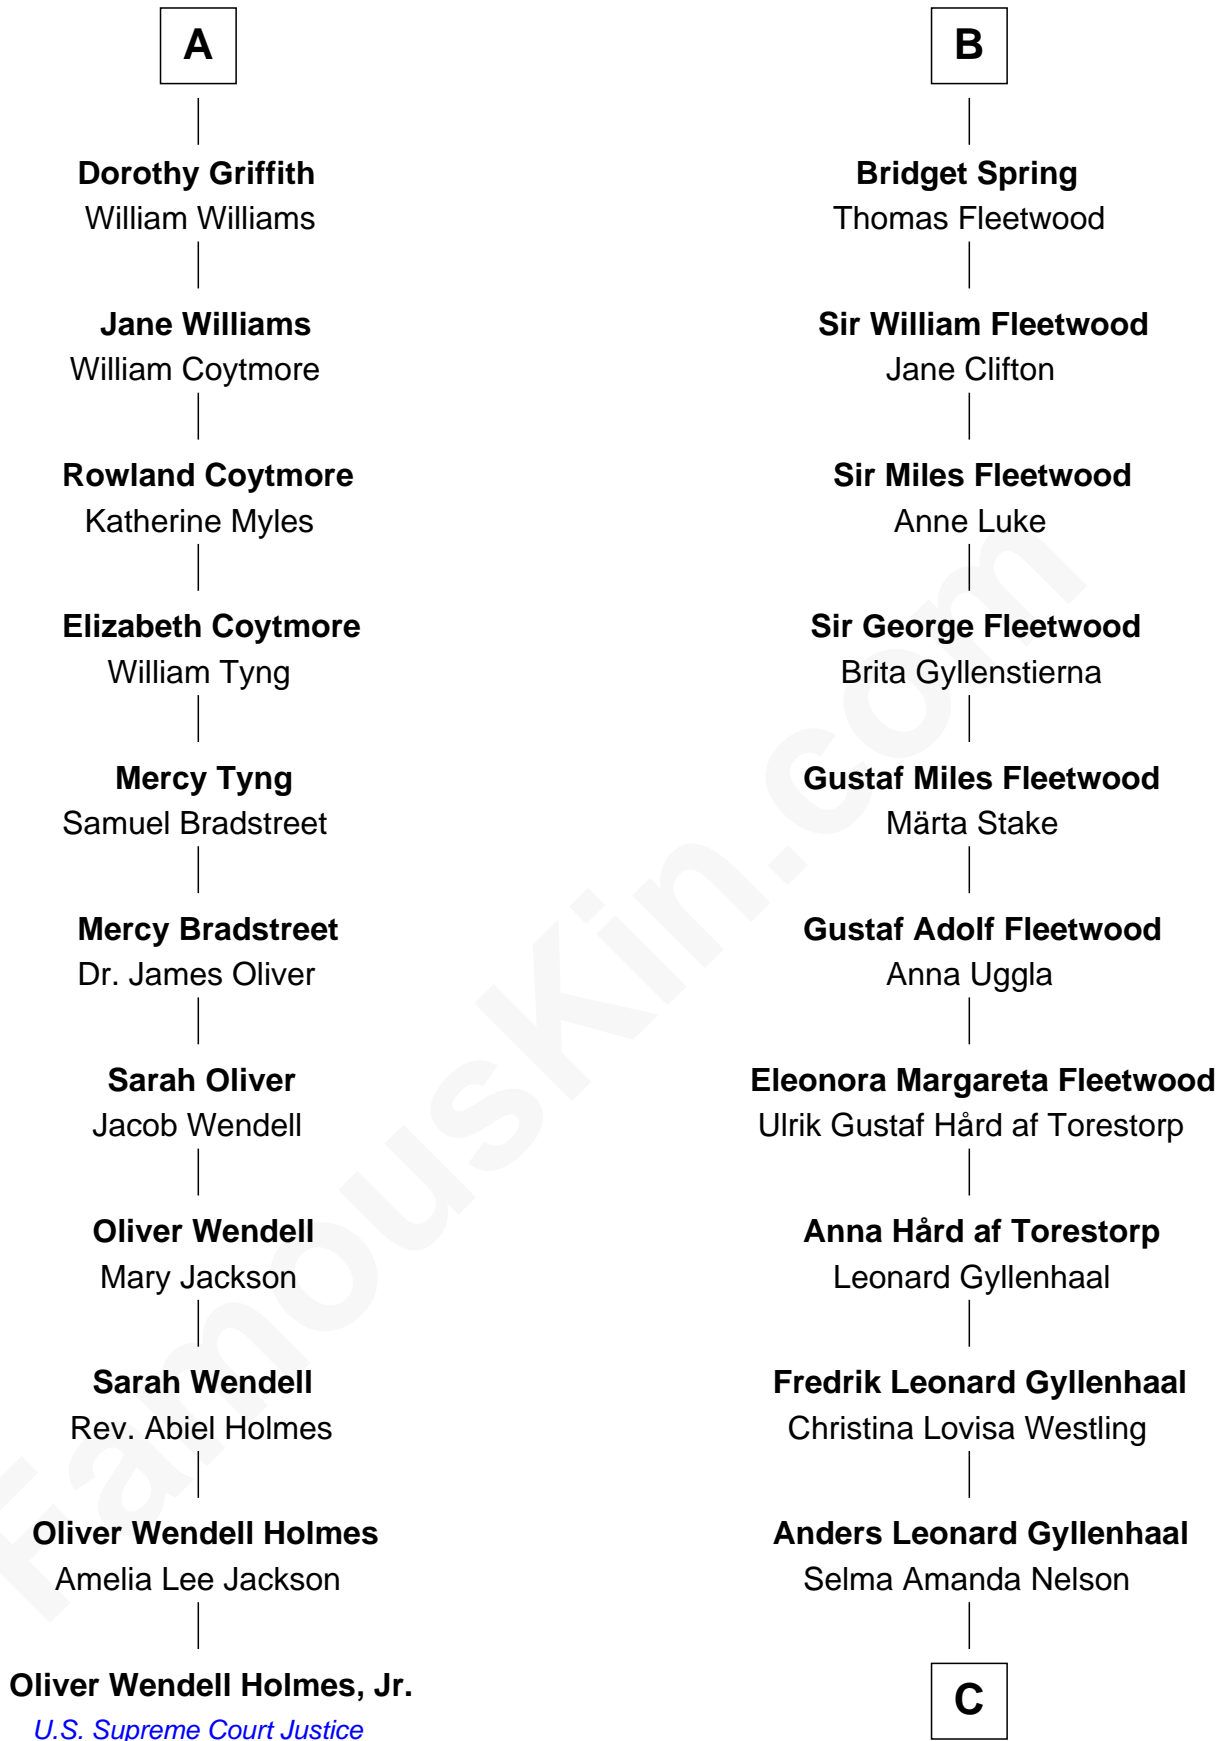 A
Dorothy Griffith
William Williams
Jane Williams
William Coytmore
Rowland Coytmore
Katherine Myles
Elizabeth Coytmore
William Tyng
Mercy Tyng
Samuel Bradstreet
Mercy Bradstreet
Dr. James Oliver
Sarah Oliver
Jacob Wendell
Oliver Wendell
Mary Jackson
Sarah Wendell
Rev. Abiel Holmes
Oliver Wendell Holmes
Amelia Lee Jackson
Oliver Wendell Holmes, Jr.
U.S. Supreme Court Justice
B
Bridget Spring
Thomas Fleetwood
Sir William Fleetwood
Jane Clifton
Sir Miles Fleetwood
Anne Luke
Sir George Fleetwood
Brita Gyllenstierna
Gustaf Miles Fleetwood
Märta Stake
Gustaf Adolf Fleetwood
Anna Uggla
Eleonora Margareta Fleetwood
Ulrik Gustaf Hård af Torestorp
Anna Hård af Torestorp
Leonard Gyllenhaal
Fredrik Leonard Gyllenhaal
Christina Lovisa Westling
Anders Leonard Gyllenhaal
Selma Amanda Nelson
C
FamousKin.com